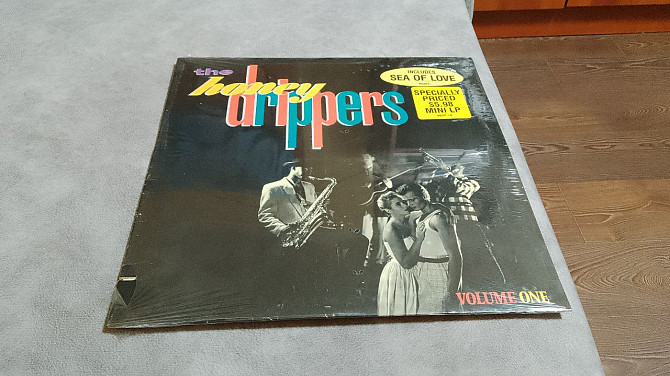 the
honey
drippers
INCLUDES
SEA OF LOVE
SPECIALLY
PRICED
$5.98
MINI LP
VOLUME ONE